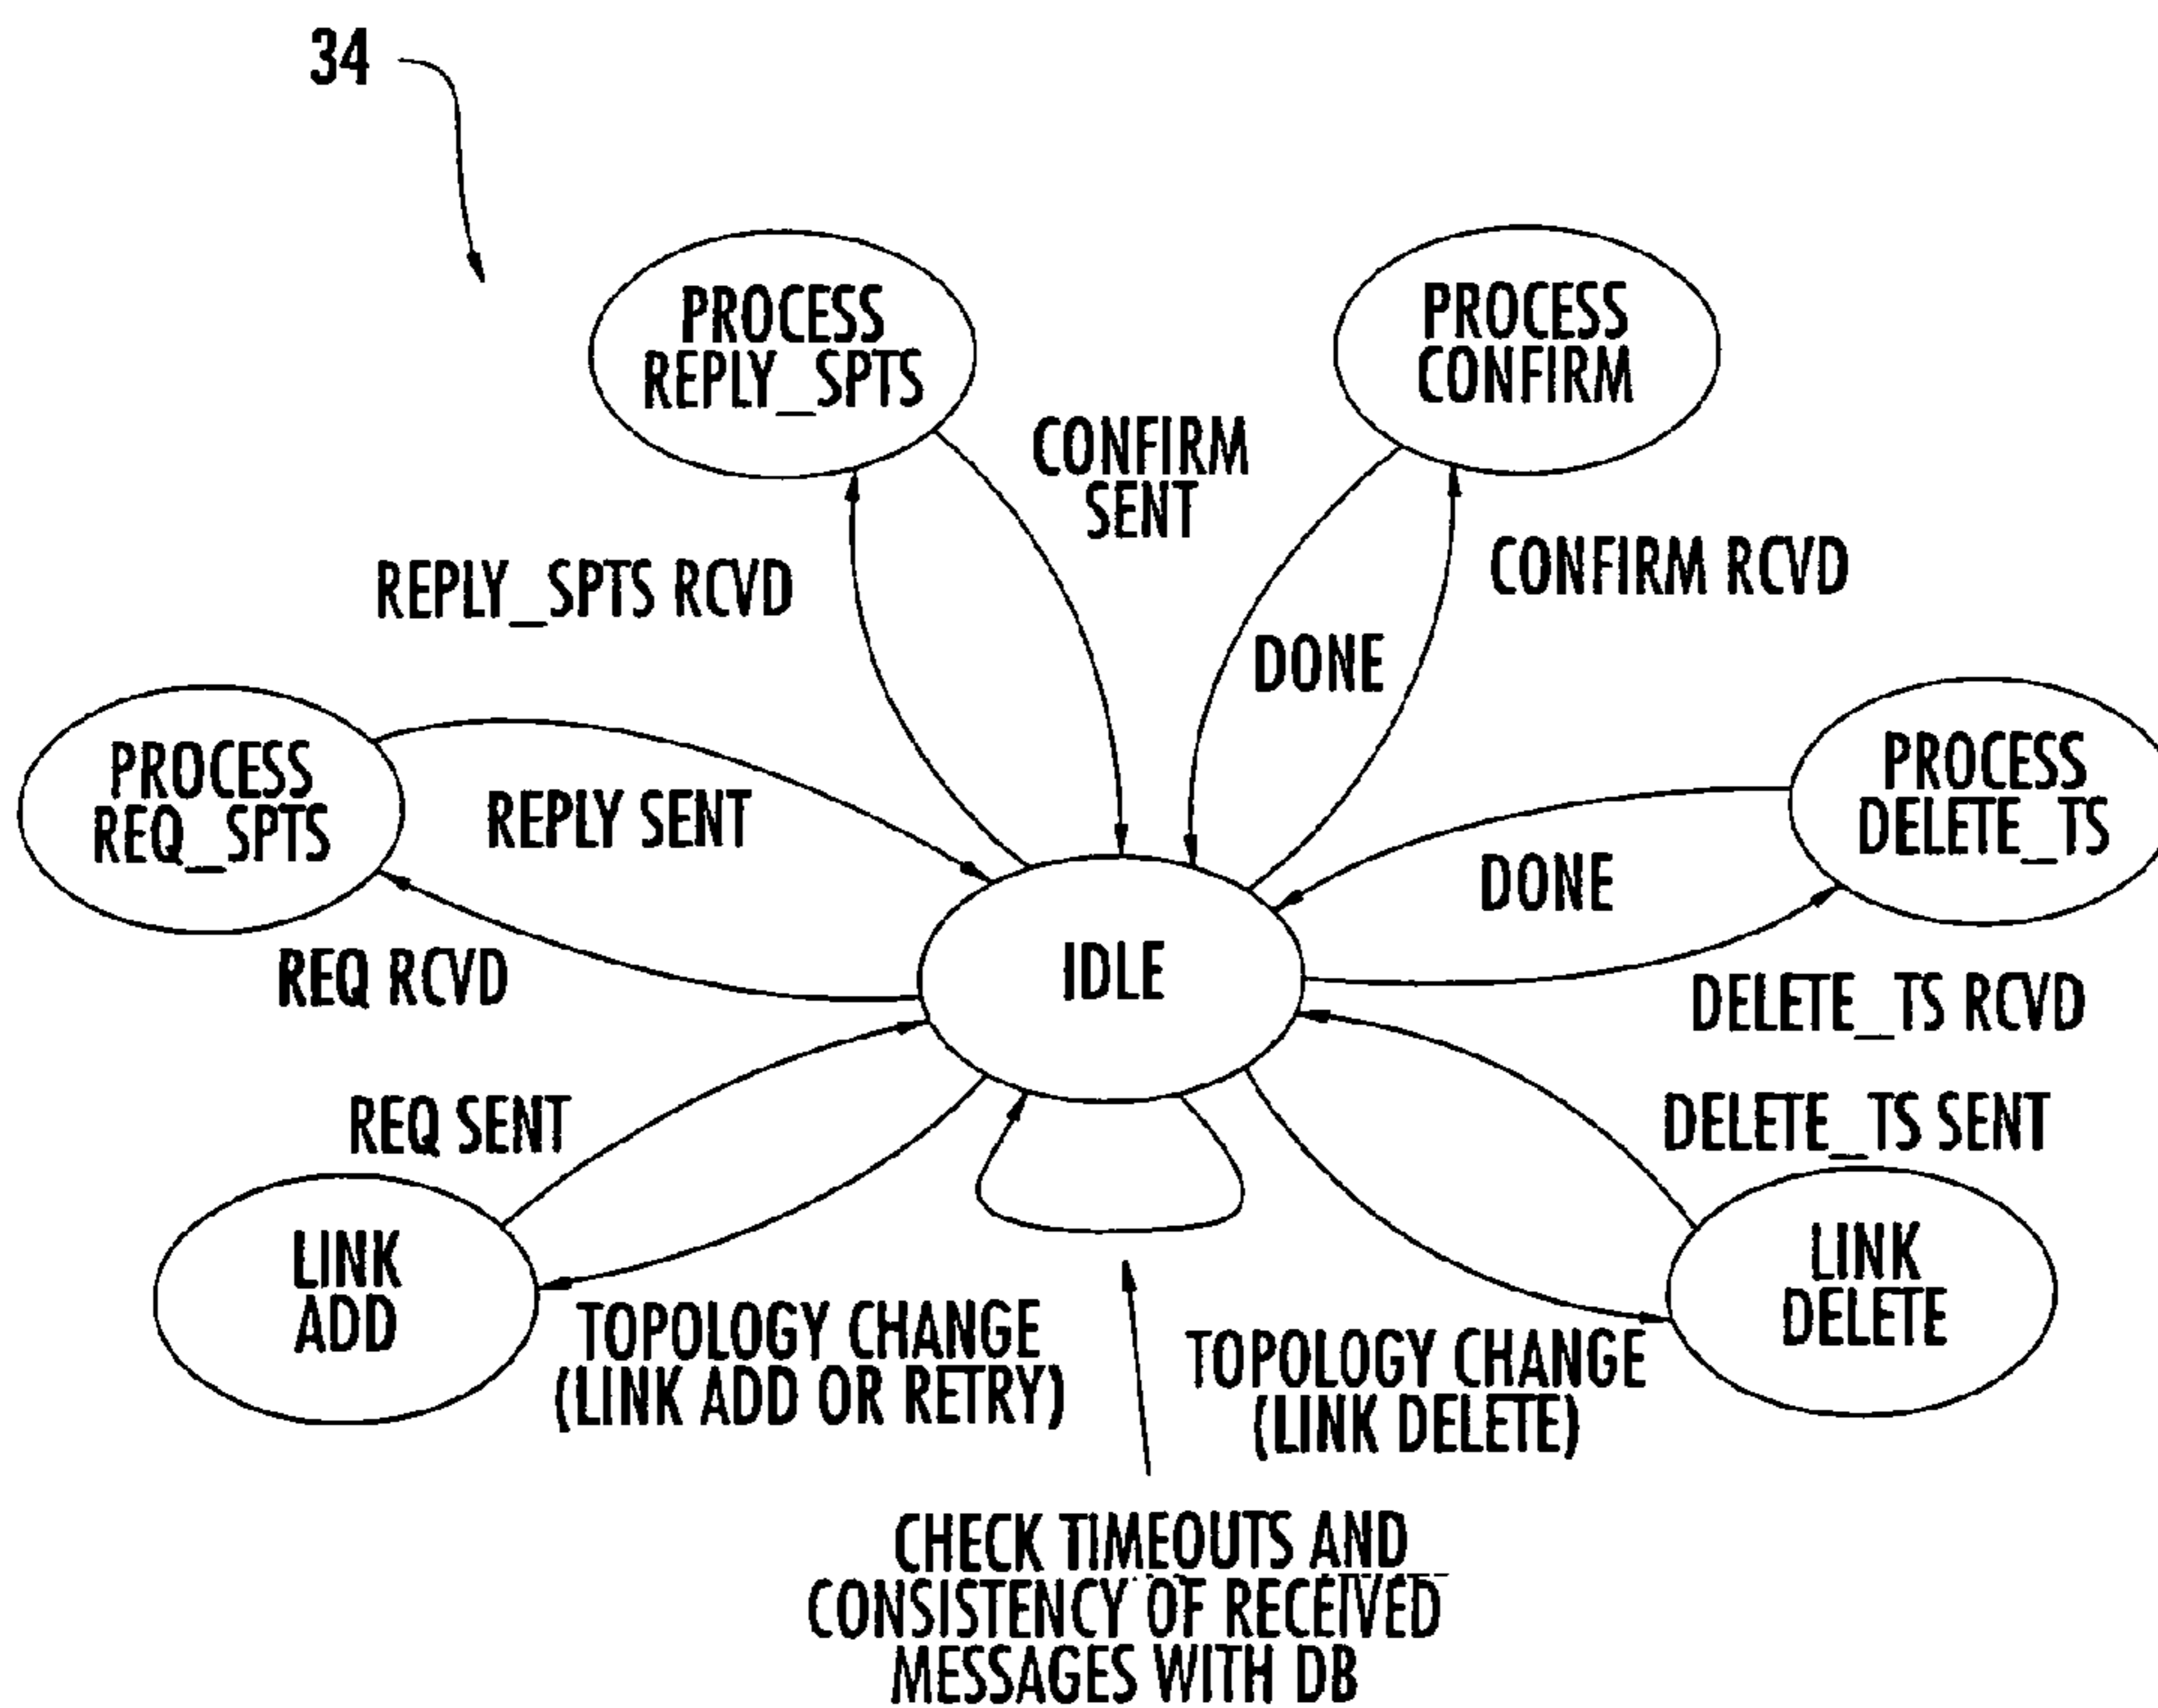 34
PROCESS
REPLY_SPTS
PROCESS
CONFIRM
CONFIRM
SENT
REPLY_SPTS RCVD
CONFIRM RCVD
DONE
PROCESS
REQ_SPTS
REPLY SENT
PROCESS
DELETE_TS
DONE
REQ RCVD
IDLE
DELETE_TS RCVD
REQ SENT
DELETE_TS SENT
LINK
ADD
LINK
DELETE
TOPOLOGY CHANGE
(LINK ADD OR RETRY)
TOPOLOGY CHANGE
(LINK DELETE)
CHECK TIMEOUTS AND
CONSISTENCY OF RECEIVED
MESSAGES WITH DB